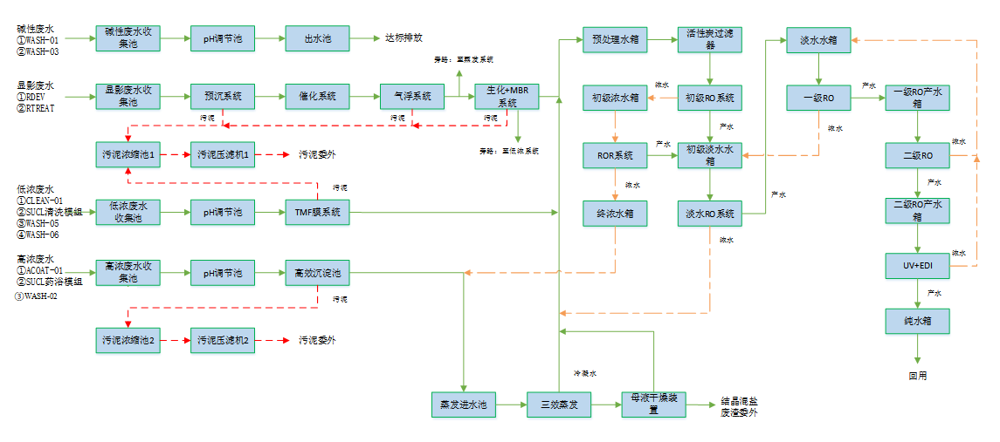 碱性废水
①WASH-01
②WASH-03
碱性废水收
集池
pH调节池
出水池
达标排放
显影废水
①RDEV
②RTREAT
显影废水收
集池
预沉系统
催化系统
气浮系统
旁路：至蒸发系统
生化+MBR
系统
旁路：至低浓系统
污泥
污泥
污泥
污泥浓缩池1
污泥压滤机1
污泥委外
污泥
低浓废水
①CLEAN-01
②SUCL清洗模组
③WASH-05
④WASH-06
低浓废水
收集池
pH调节池
TMF膜系统
高浓废水
①ACOAT-01
②SUCL药浴模组
③WASH-02
高浓废水收
集池
pH调节池
高效沉淀池
污泥
污泥浓缩池2
污泥压滤机2
污泥委外
预处理水箱
活性炭过滤
器
初级浓水箱
浓水
初级RO系统
产水
ROR系统
产水
初级淡水水
箱
浓水
终浓水箱
淡水RO系统
产水
浓水
淡水水箱
一级RO
产水
浓水
一级RO产水
箱
二级RO
浓水
产水
二级RO产水
箱
UV+EDI
浓水
产水
纯水箱
回用
冷凝水
蒸发进水池
三效蒸发
母液干燥装
置
结晶混盐
废渣委外